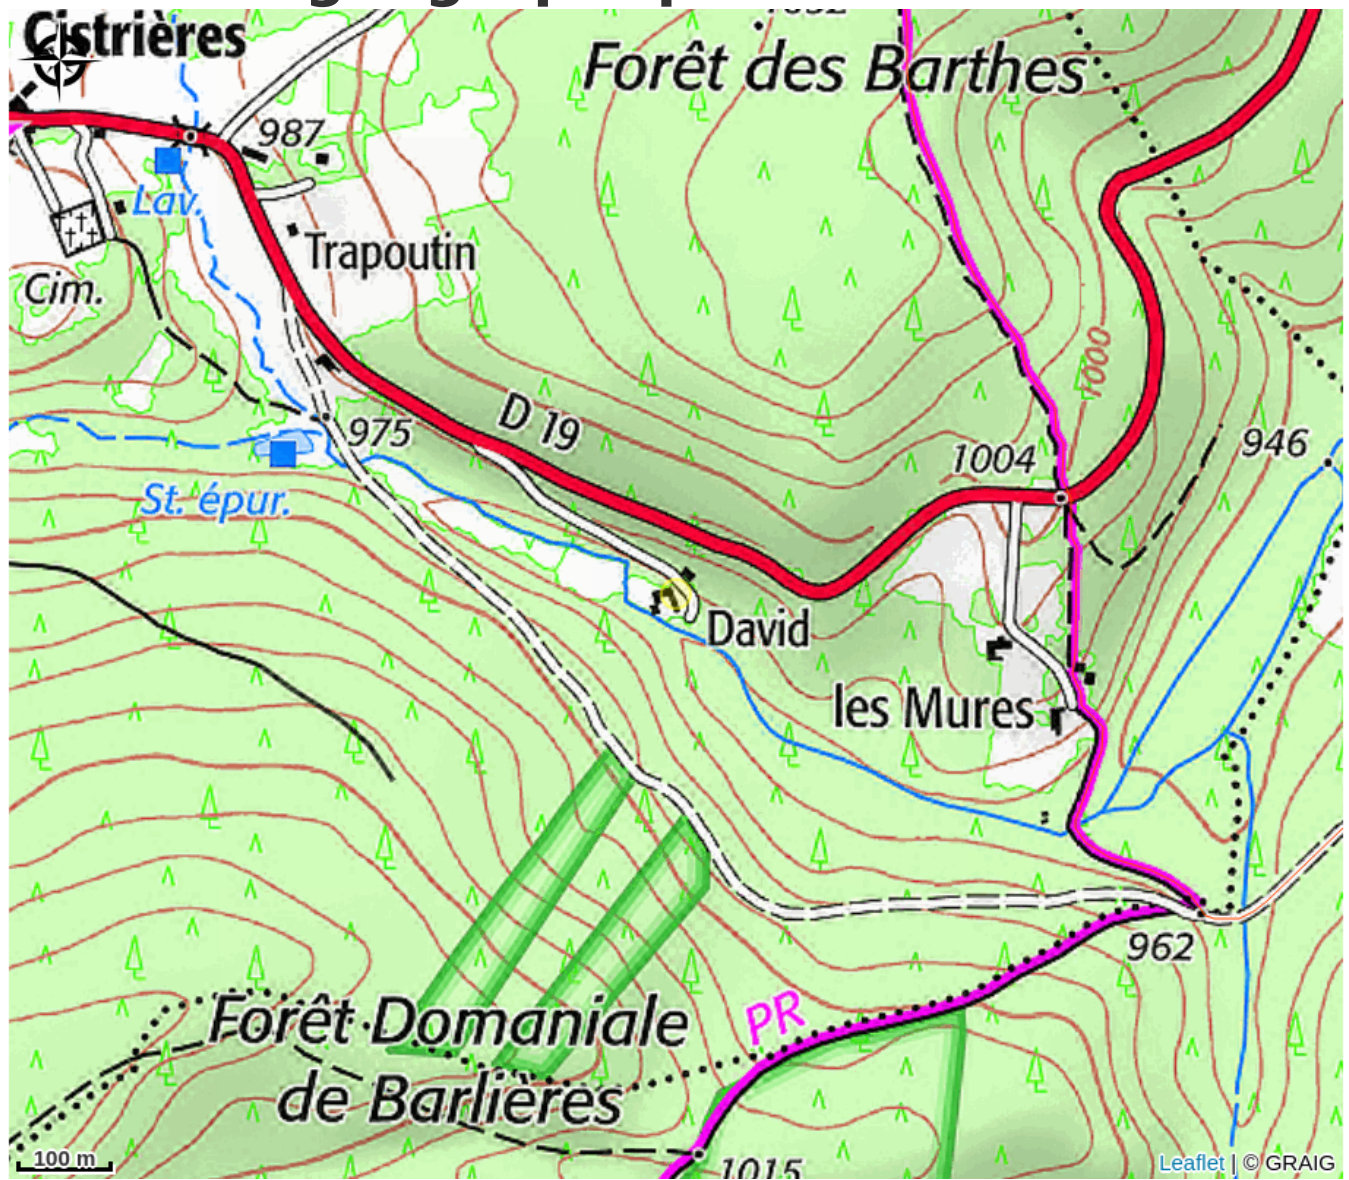 Cistrières
Forêt des Barthes
987
Lav.
Trapoutin
Cim.
1000
D 19
975
1004
946
St. épur.
David
les Mures
962
Forêt Domaniale
de Barlières
PR
1015
100 m
Leaflet | © GRAIG